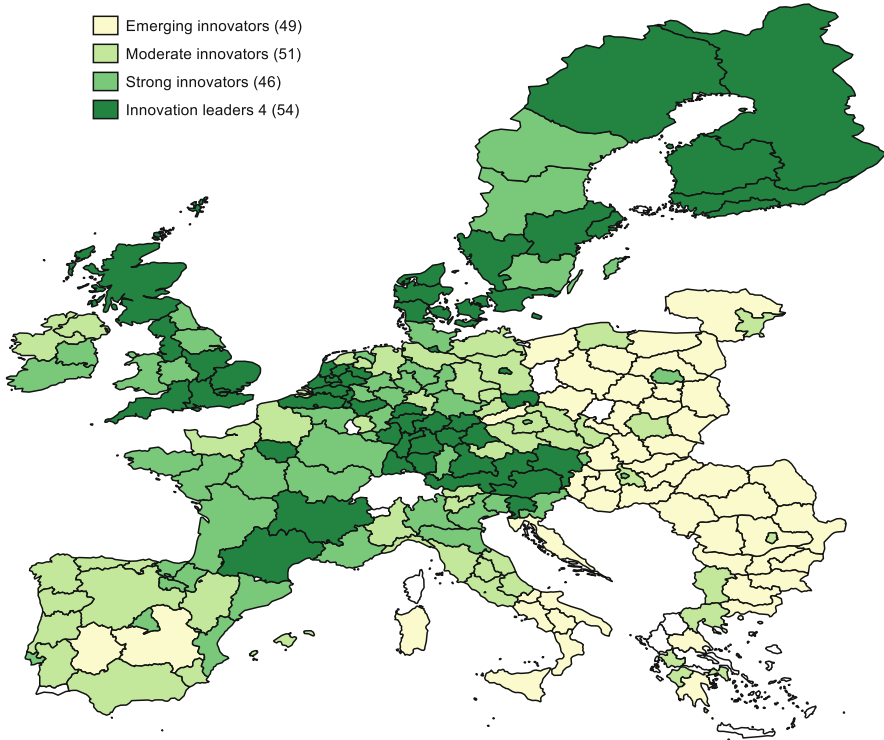 Emerging innovators (49)
Moderate innovators (51)
Strong innovators (46)
Innovation leaders 4 (54)